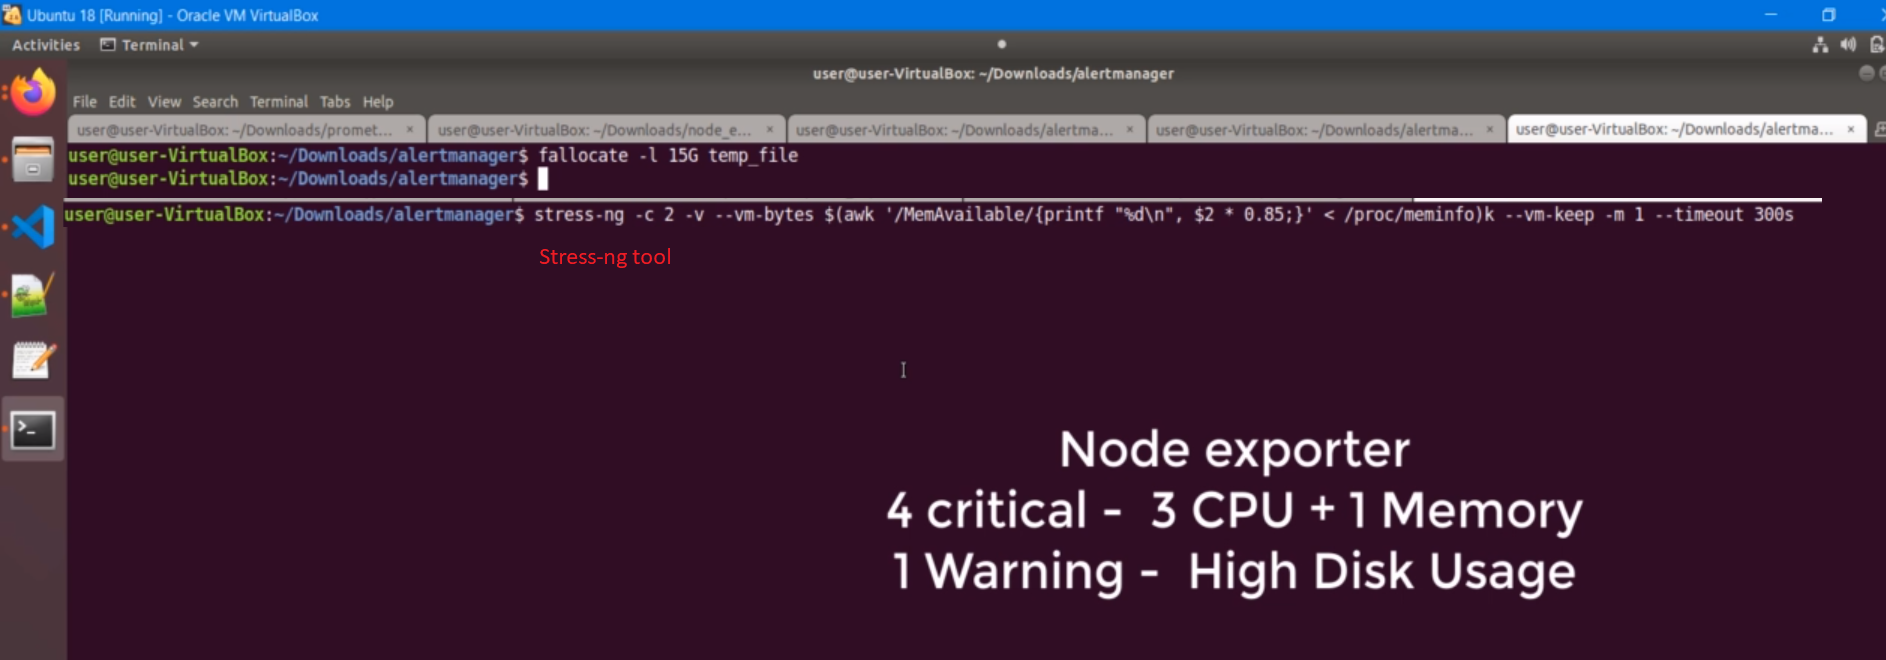 Ubuntu 18 [Running] - Oracle VM VirtualBox
Activities Terminal
user@user-VirtualBox: ~/Downloads/alertmanager
File Edit View Search Terminal Tabs Help
user@user-VirtualBox: ~/Downloads/promet... × user@user-VirtualBox: ~/Downloads/node_e... × user@user-VirtualBox: ~/Downloads/alertma... × user@user-VirtualBox: ~/Downloads/alertma... × user@user-VirtualBox: ~/Downloads/alertma... ×
user@user-VirtualBox:~/Downloads/alertmanager$ fallocate -l 15G temp_file
user@user-VirtualBox:~/Downloads/alertmanager$
user@user-VirtualBox:~/Downloads/alertmanager$ stress-ng -c 2 -v --vm-bytes $(awk '/MemAvailable/{printf "%d\n", $2 * 0.85;}' < /proc/meminfo)k --vm-keep -m 1 --timeout 300s
Stress-ng tool
Node exporter
4 critical - 3 CPU + 1 Memory
1 Warning - High Disk Usage